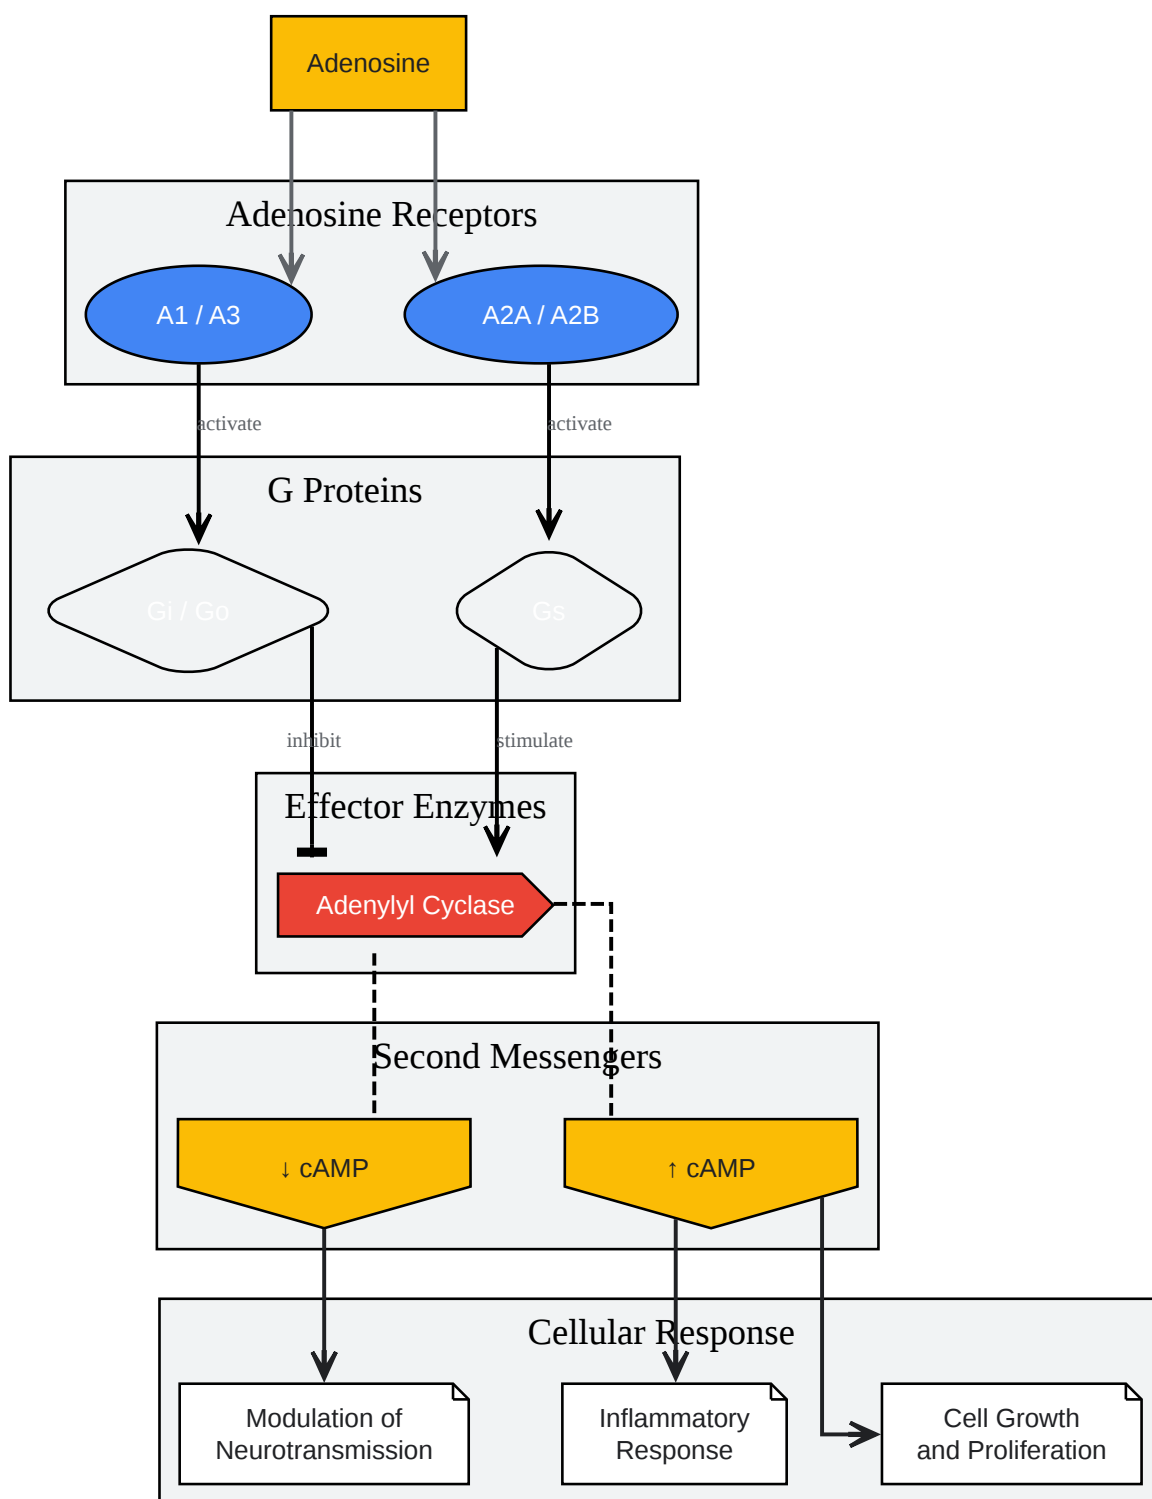 Adenosine
Adenosine Receptors
A1 / A3
A2A / A2B
activate
activate
G Proteins
Gi / Go
Gs
inhibit
stimulate
Effector Enzymes
Adenylyl Cyclase
Second Messengers
↓ cAMP
↑ cAMP
Cellular Response
Modulation of
Neurotransmission
Inflammatory
Response
Cell Growth
and Proliferation